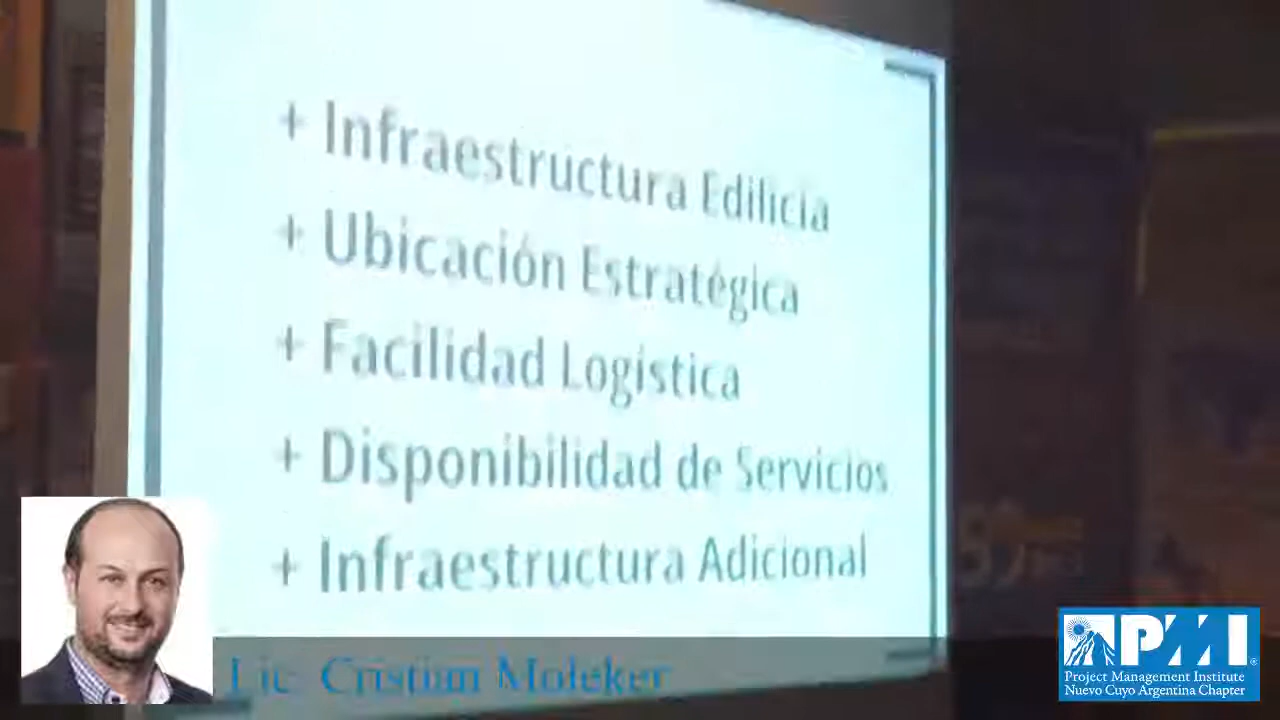 + Infraestructura Edilicia
+ Ubicación Estratégica
+ Facilidad Logística
+ Disponibilidad de Servicios
+ Infraestructura Adicional
Lic. Cristian Moleker
PMI®
Project Management Institute
Nuevo Cuyo Argentina Chapter